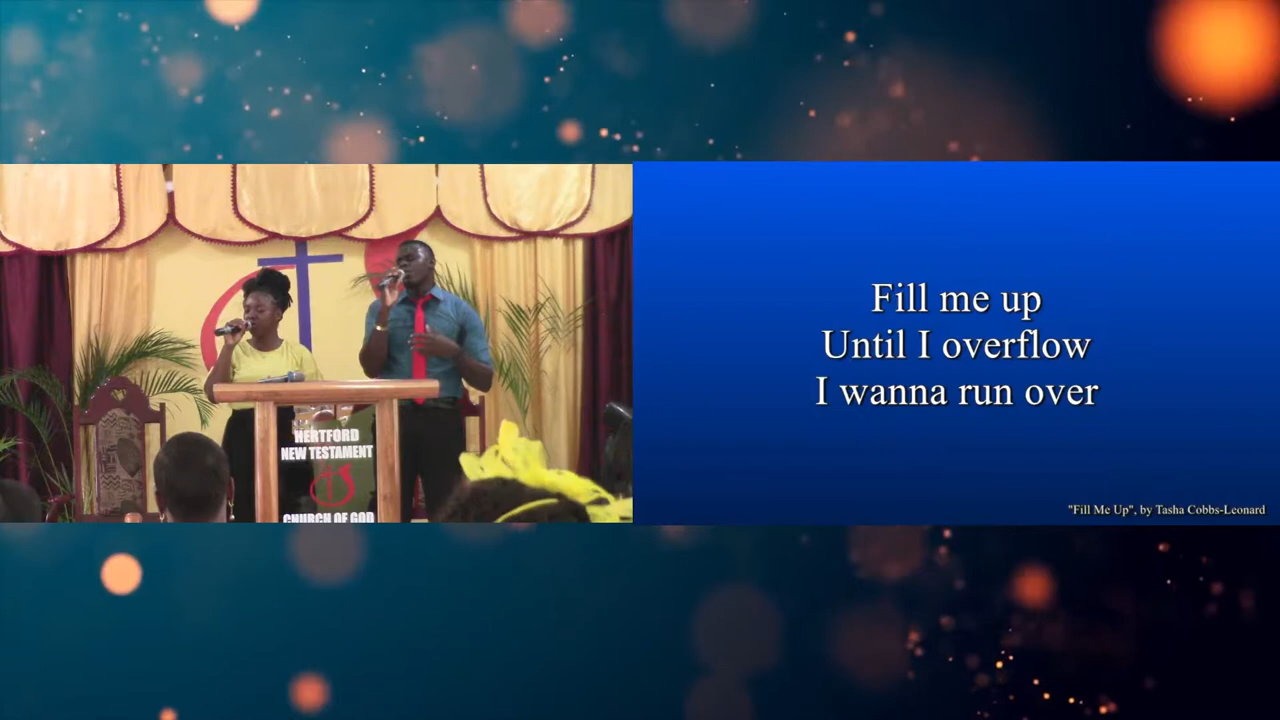 HERTFORD
NEW TESTAMENT
CHURCH OF GOD
Fill me up
Until I overflow
I wanna run over
"Fill Me Up", by Tasha Cobbs-Leonard